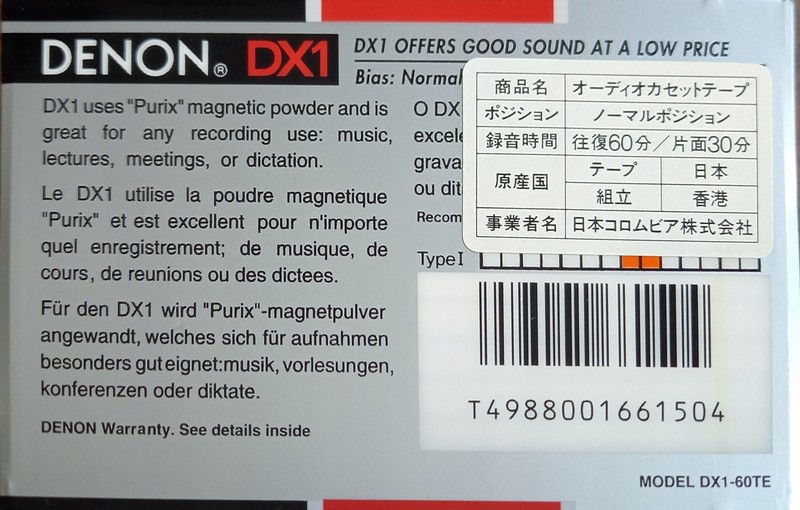 DENON® DX1
DX1 OFFERS GOOD SOUND AT A LOW PRICE
Bias: Normal
DX1 uses "Purix" magnetic powder and is
great for any recording use: music,
lectures, meetings, or dictation.
Le DX1 utilise la poudre magnetique
"Purix" et est excellent pour n'importe
quel enregistrement; de musique, de
cours, de reunions ou des dictees.
Für den DX1 wird "Purix"-magnetpulver
angewandt, welches sich für aufnahmen
besonders gut eignet:musik, vorlesungen,
konferenzen oder diktate.
DENON Warranty. See details inside
O DX
excele
grava
ou dit
Recom
Type I
商品名 オーディオカセットテープ
ポジション ノーマルポジション
録音時間 往復60分/片面30分
原産国 テープ 日本
組立 香港
事業者名 日本コロムビア株式会社
T4988001661504
MODEL DX1-60TE